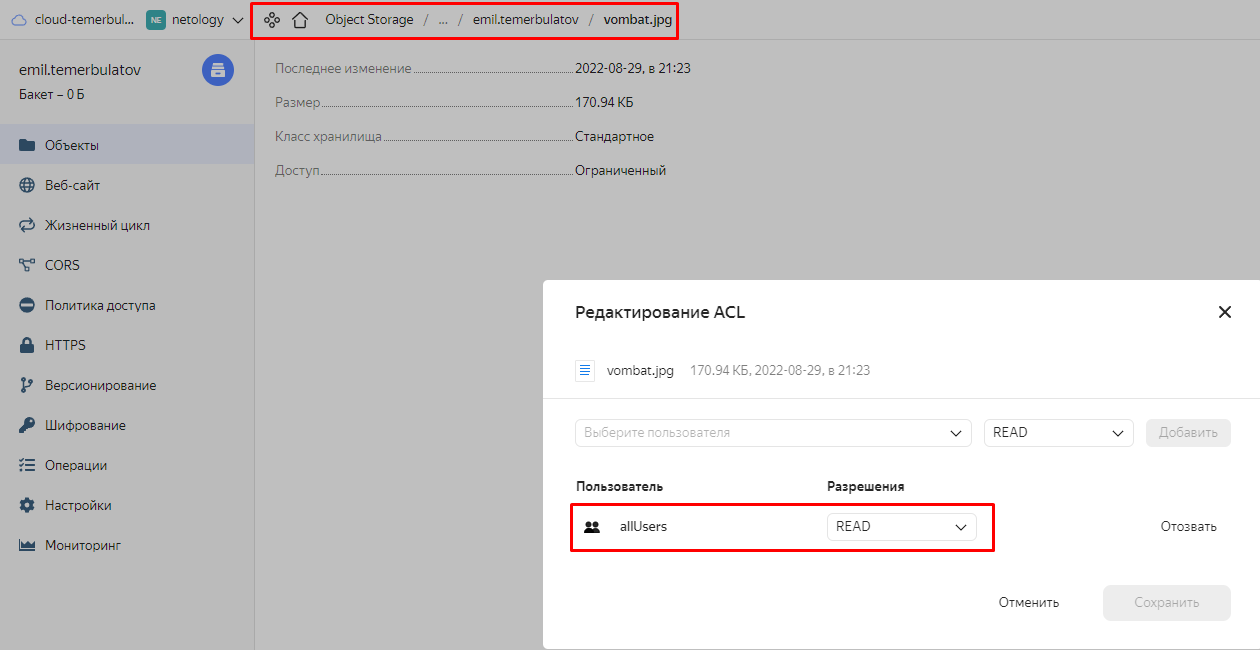 cloud-temerbul... NE netology Object Storage / ... / emil.temerbulatov / vombat.jpg
emil.temerbulatov
Бакет – 0 Б
Объекты
Веб-сайт
Жизненный цикл
CORS
Политика доступа
HTTPS
Версионирование
Шифрование
Операции
Настройки
Мониторинг
Последнее изменение 2022-08-29, в 21:23
Размер 170.94 КБ
Класс хранилища Стандартное
Доступ Ограниченный
Редактирование ACL
vombat.jpg 170.94 КБ, 2022-08-29, в 21:23
Выберите пользователя READ Добавить
Пользователь Разрешения
allUsers READ Отозвать
Отменить Сохранить